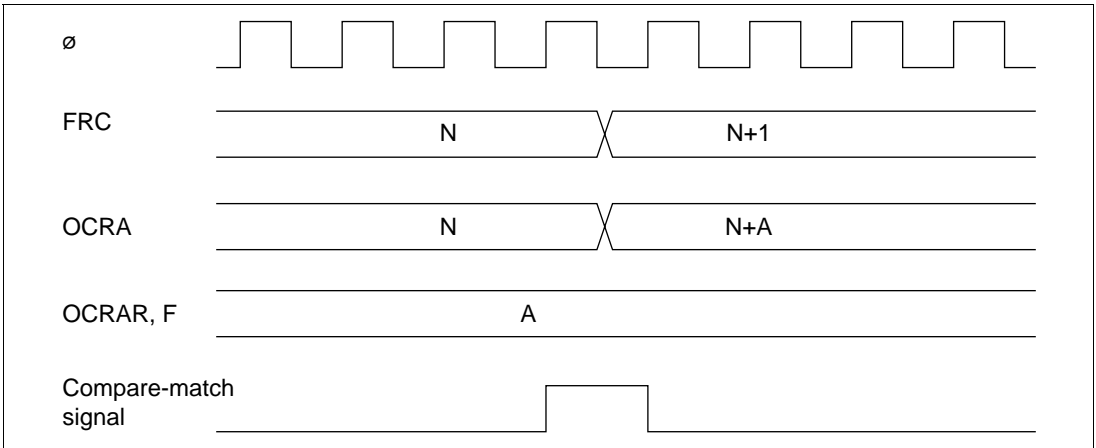 ø
FRC
N
N+1
OCRA
N
N+A
OCRAR, F
A
Compare-match
signal